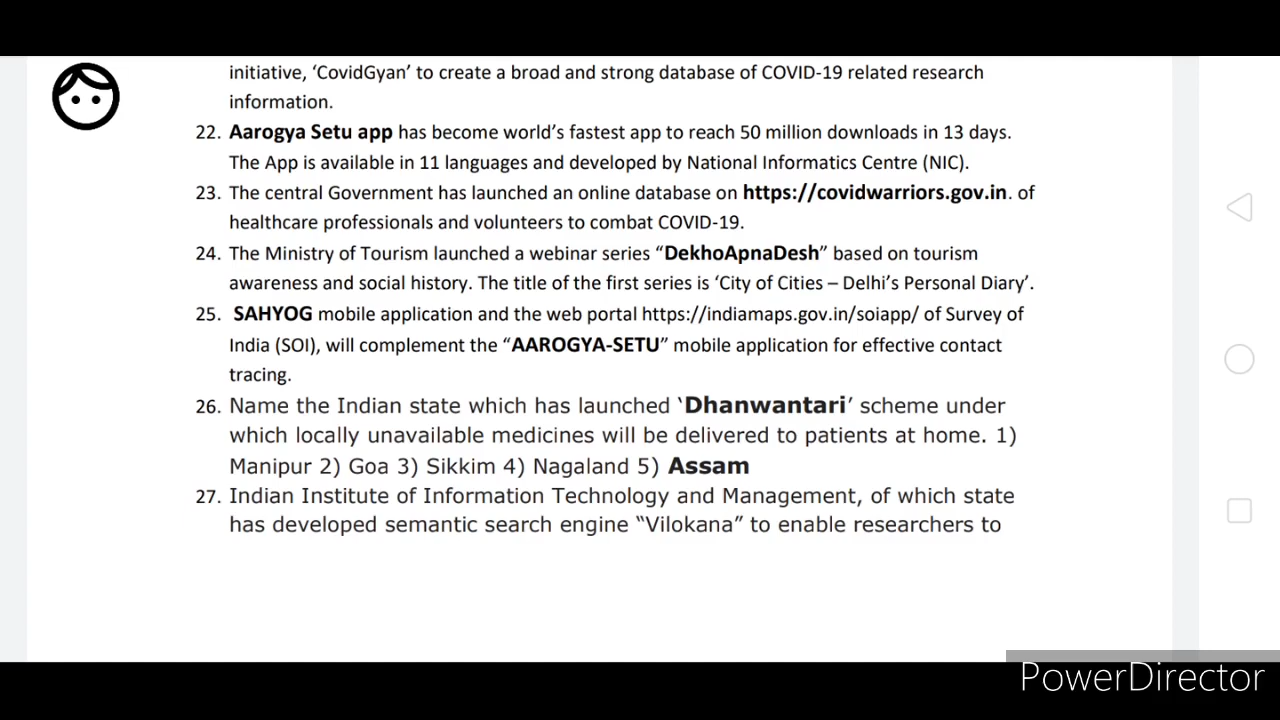 initiative, ‘CovidGyan’ to create a broad and strong database of COVID-19 related research
information.
22. Aarogya Setu app has become world’s fastest app to reach 50 million downloads in 13 days.
The App is available in 11 languages and developed by National Informatics Centre (NIC).
23. The central Government has launched an online database on https://covidwarriors.gov.in. of
healthcare professionals and volunteers to combat COVID-19.
24. The Ministry of Tourism launched a webinar series “DekhoApnaDesh” based on tourism
awareness and social history. The title of the first series is ‘City of Cities – Delhi’s Personal Diary’.
25. SAHYOG mobile application and the web portal https://indiamaps.gov.in/soiapp/ of Survey of
India (SOI), will complement the “AAROGYA-SETU” mobile application for effective contact
tracing.
26. Name the Indian state which has launched ‘Dhanwantari’ scheme under
which locally unavailable medicines will be delivered to patients at home. 1)
Manipur 2) Goa 3) Sikkim 4) Nagaland 5) Assam
27. Indian Institute of Information Technology and Management, of which state
has developed semantic search engine “Vilokana” to enable researchers to
PowerDirector